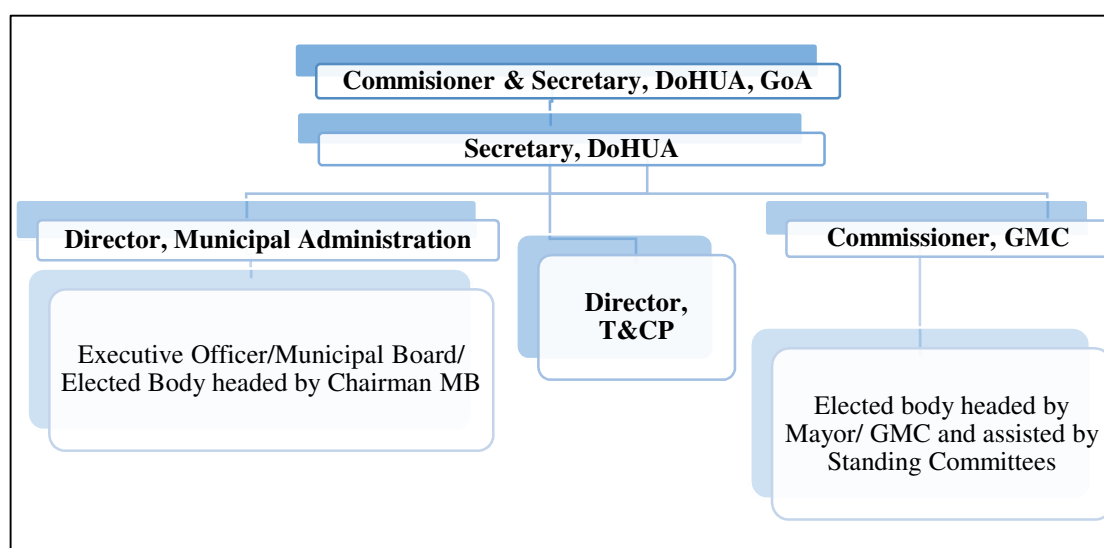 Commisioner & Secretary, DoHUA, GoA
Secretary, DoHUA
Director, Municipal Administration
Commissioner, GMC
Director,
T&CP
Executive Officer/Municipal Board/
Elected Body headed by Chairman MB
Elected body headed by
Mayor/ GMC and assisted by
Standing Committees